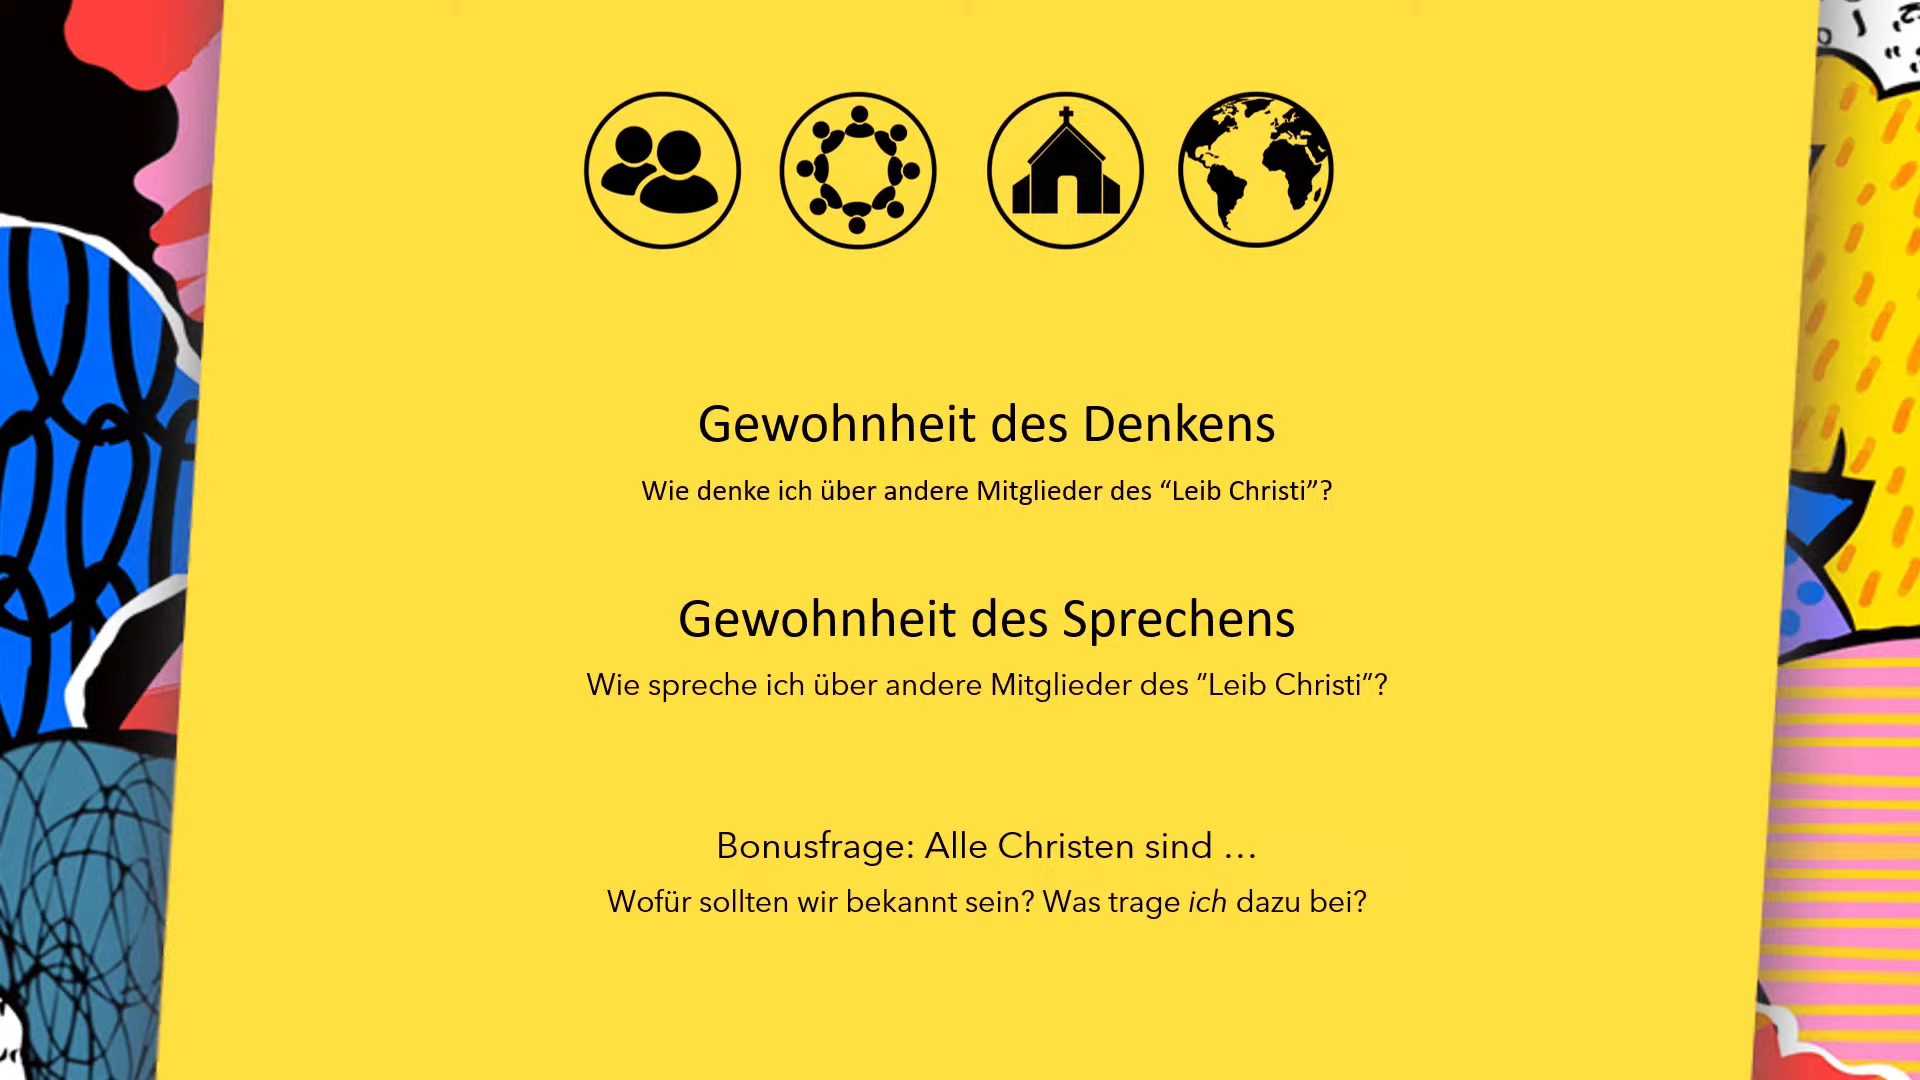 Gewohnheit des Denkens
Wie denke ich über andere Mitglieder des “Leib Christi”?
Gewohnheit des Sprechens
Wie spreche ich über andere Mitglieder des ”Leib Christi”?
Bonusfrage: Alle Christen sind …
Wofür sollten wir bekannt sein? Was trage ich dazu bei?